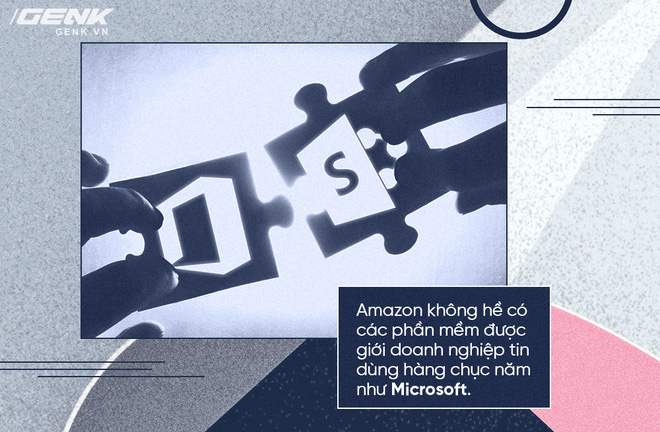 /GENK
GENK.VN
S
Amazon không hề có
các phần mềm được
giới doanh nghiệp tin
dùng hàng chục năm
như Microsoft.